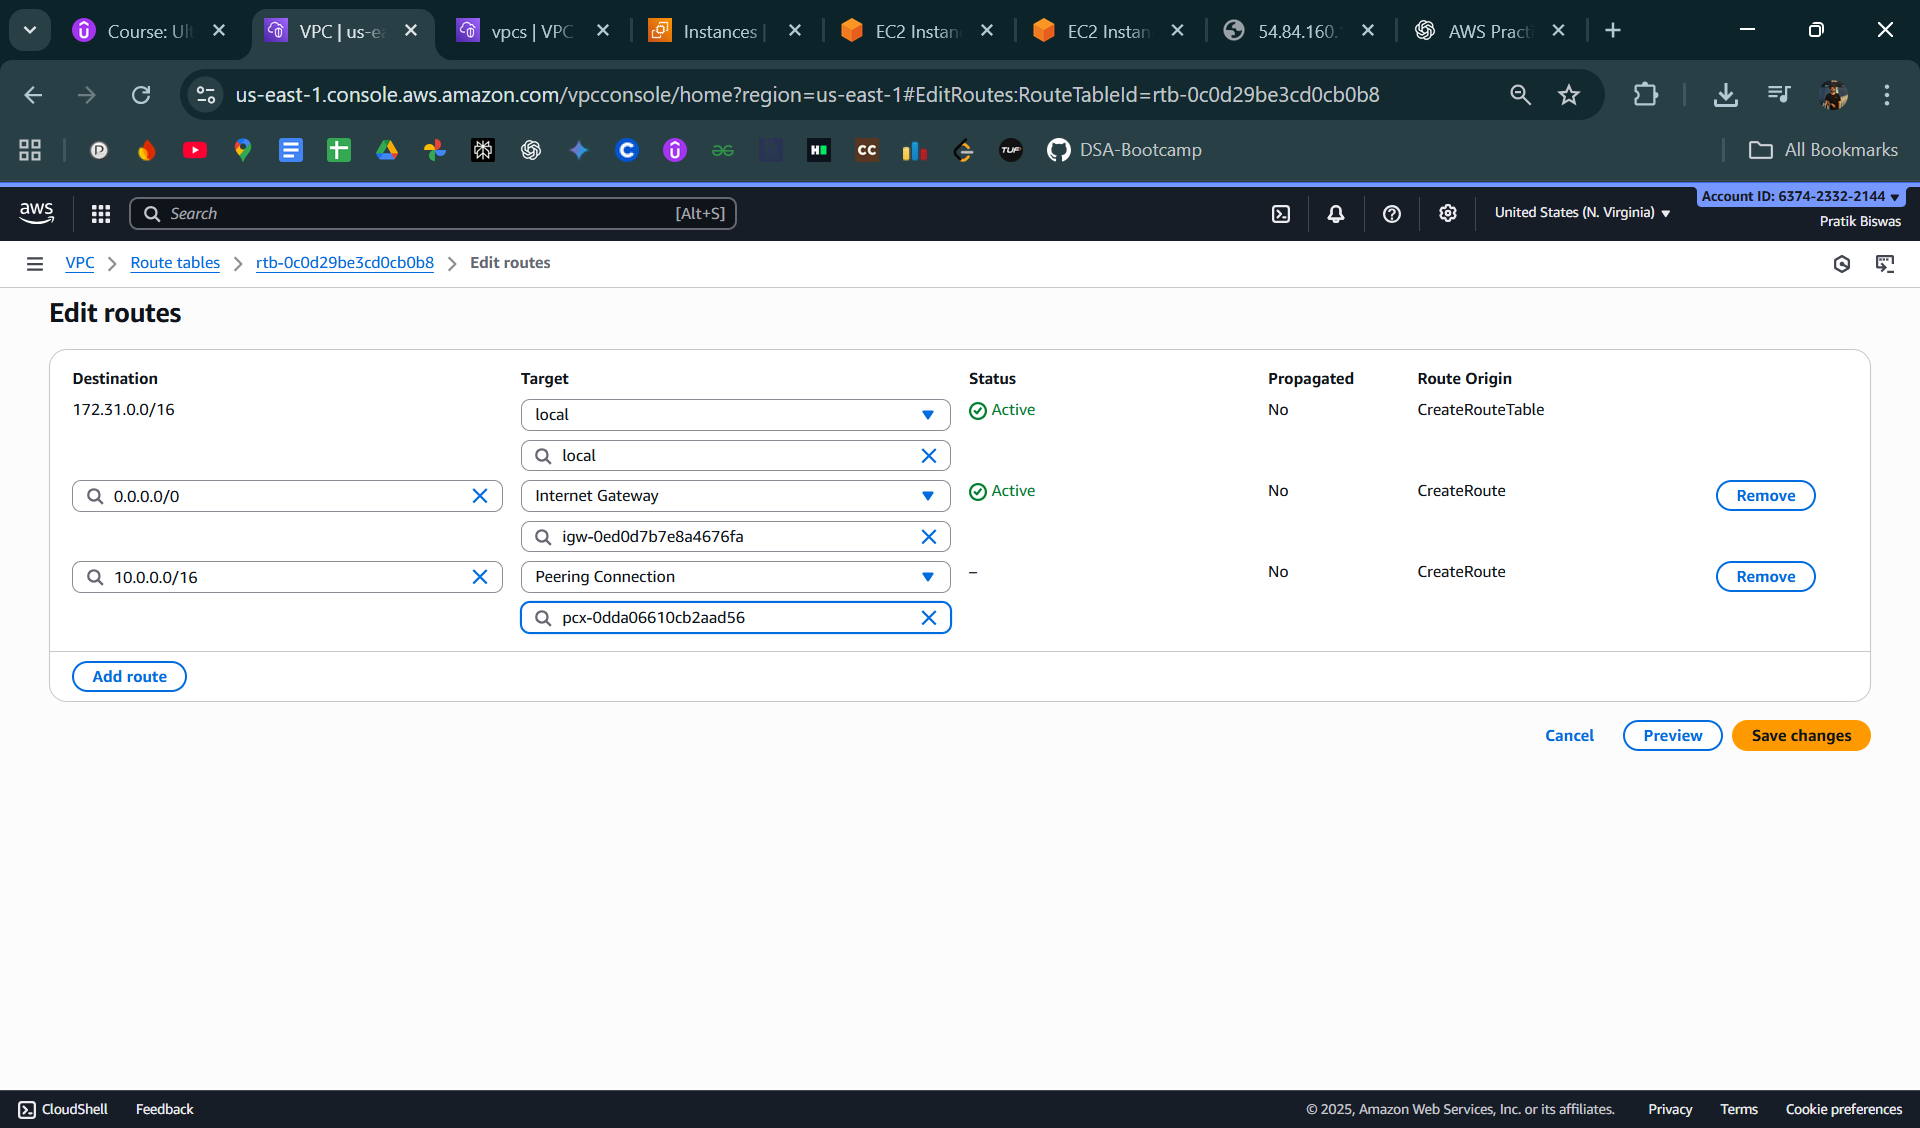 Course: Ul
VPC | us-ea
vpcs | VPC
Instances |
EC2 Instan
EC2 Instan
54.84.160.
AWS Practi
us-east-1.console.aws.amazon.com/vpcconsole/home?region=us-east-1#EditRoutes:RouteTableId=rtb-0c0d29be3cd0cb0b8
DSA-Bootcamp
All Bookmarks
aws
Search
[Alt+S]
United States (N. Virginia)
Account ID: 6374-2332-2144
Pratik Biswas
VPC
Route tables
rtb-0c0d29be3cd0cb0b8
Edit routes
Edit routes
Destination Target Status Propagated Route Origin
172.31.0.0/16 local Active No CreateRouteTable
local
0.0.0.0/0 Internet Gateway Active No CreateRoute Remove
igw-0ed0d7b7e8a4676fa
10.0.0.0/16 Peering Connection – No CreateRoute Remove
pcx-0dda06610cb2aad56
Add route
Cancel
Preview
Save changes
CloudShell
Feedback
© 2025, Amazon Web Services, Inc. or its affiliates.
Privacy
Terms
Cookie preferences